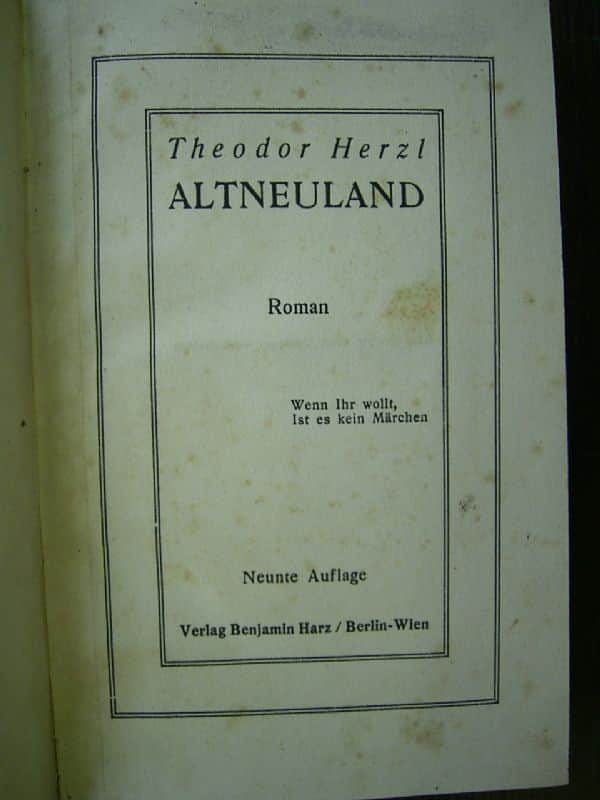 Theodor Herzl
ALTNEULAND
Roman
Wenn Ihr wollt,
Ist es kein Märchen
Neunte Auflage
Verlag Benjamin Harz / Berlin-Wien